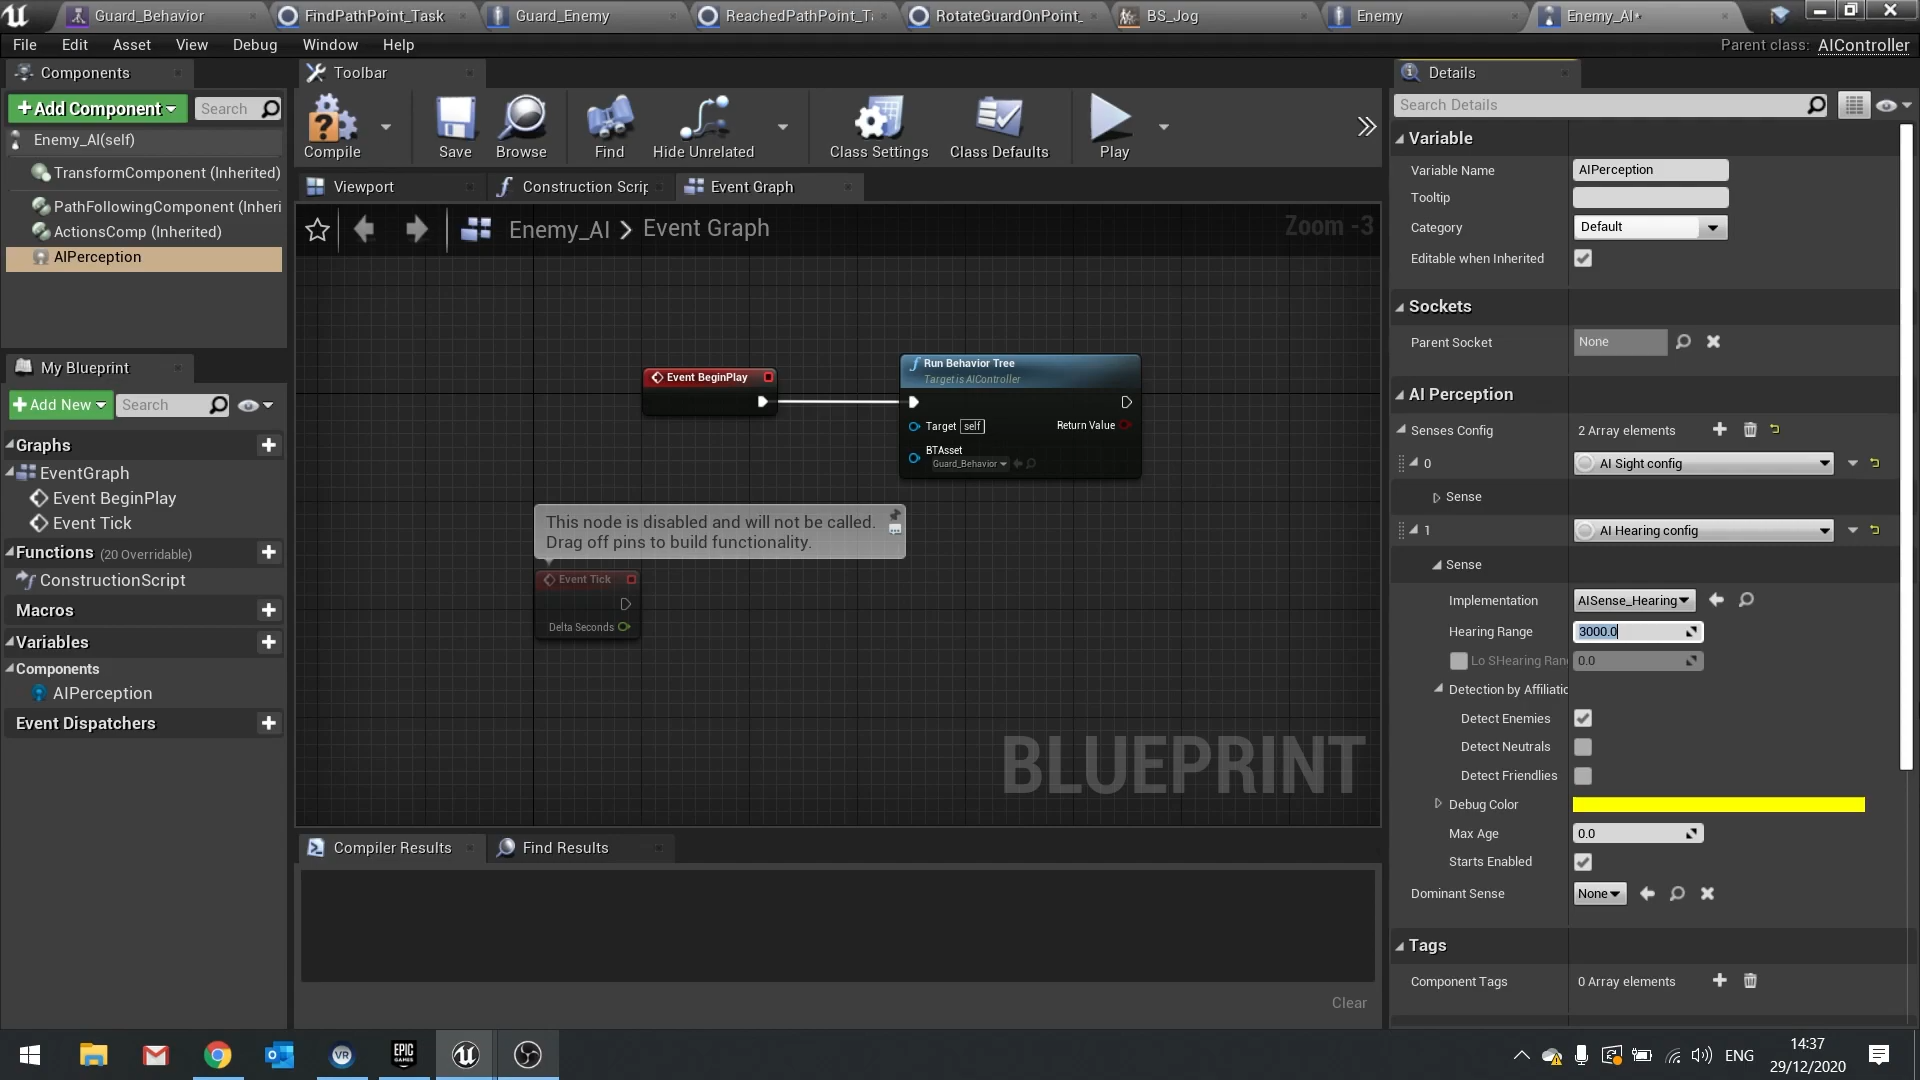 Guard_Behavior
FindPathPoint_Task
Guard_Enemy
ReachedPathPoint_T
RotateGuardOnPoint_
BS_Jog
Enemy
Enemy_AI*
File Edit Asset View Debug Window Help
Parent class: AIController
Components
+Add Component
Search
Enemy_AI(self)
TransformComponent (Inherited)
PathFollowingComponent (Inheri
ActionsComp (Inherited)
AIPerception
My Blueprint
+Add New
Search
Graphs
EventGraph
Event BeginPlay
Event Tick
Functions (20 Overridable)
ConstructionScript
Macros
Variables
Components
AIPerception
Event Dispatchers
Toolbar
Compile
Save
Browse
Find
Hide Unrelated
Class Settings
Class Defaults
Play
Viewport
Construction Scrip
Event Graph
Enemy_AI > Event Graph
Zoom -3
Event BeginPlay
Run Behavior Tree
Target is AIController
Target self
Return Value
BTAsset
Guard_Behavior
This node is disabled and will not be called.
Drag off pins to build functionality.
Event Tick
Delta Seconds
BLUEPRINT
Compiler Results
Find Results
Clear
Details
Search Details
Variable
Variable Name AIPerception
Tooltip
Category Default
Editable when Inherited
Sockets
Parent Socket None
AI Perception
Senses Config 2 Array elements
0 AI Sight config
Sense
1 AI Hearing config
Sense
Implementation AISense_Hearing
Hearing Range 3000.0
Lo SHearing Ran 0.0
Detection by Affiliatic
Detect Enemies
Detect Neutrals
Detect Friendlies
Debug Color
Max Age 0.0
Starts Enabled
Dominant Sense None
Tags
Component Tags 0 Array elements
VR
EPIC
GAMES
ENG
14:37
29/12/2020